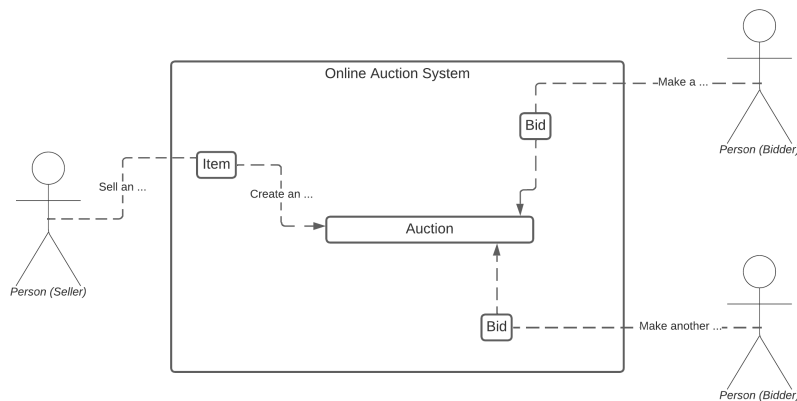 Online Auction System
Make a ...
Bid
Person (Bidder)
Item
Sell an ...
Create an ...
Auction
Person (Seller)
Bid
Make another ...
Person (Bidder)